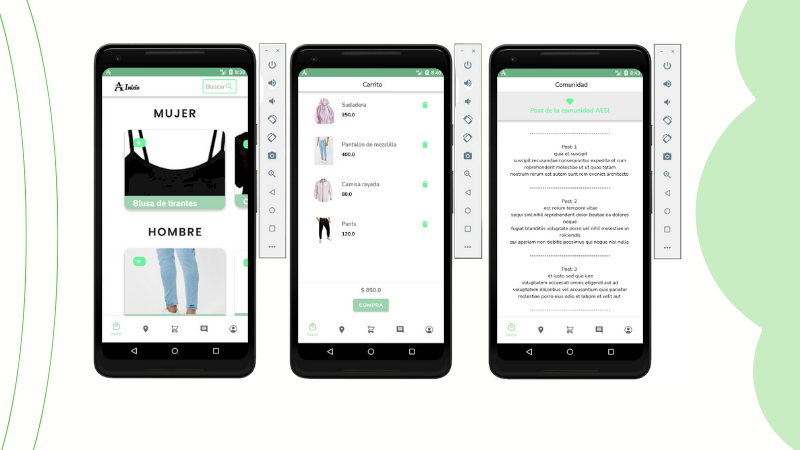 8:39
A Inicio
Buscar
MUJER
Blusa de tirantes
HOMBRE
Inicio
Carrito
Sudadera
250.0
Pantalon de mezclilla
400.0
Camisa rayada
80.0
Pants
120.0
$ 850.0
COMPRA
Inicio
Comunidad
Post de la comunidad AESI
Post: 1
quia et suscipit
suscipit recusandae consequuntur expedita et cum
reprehenderit molestiae ut ut quas totam
nostrum rerum est autem sunt rem eveniet architecto
Post: 2
est rerum tempore vitae
sequi sint nihil reprehenderit dolor beatae ea dolores
neque
fugiat blanditiis voluptate porro vel nihil molestiae ut
reiciendis
qui aperiam non debitis possimus qui neque nisi nulla
Post: 3
et iusto sed quo iure
voluptatem occaecati omnis eligendi aut ad
voluptatem doloribus vel accusantium quis pariatur
molestiae porro eius odio et labore et velit aut
Inicio